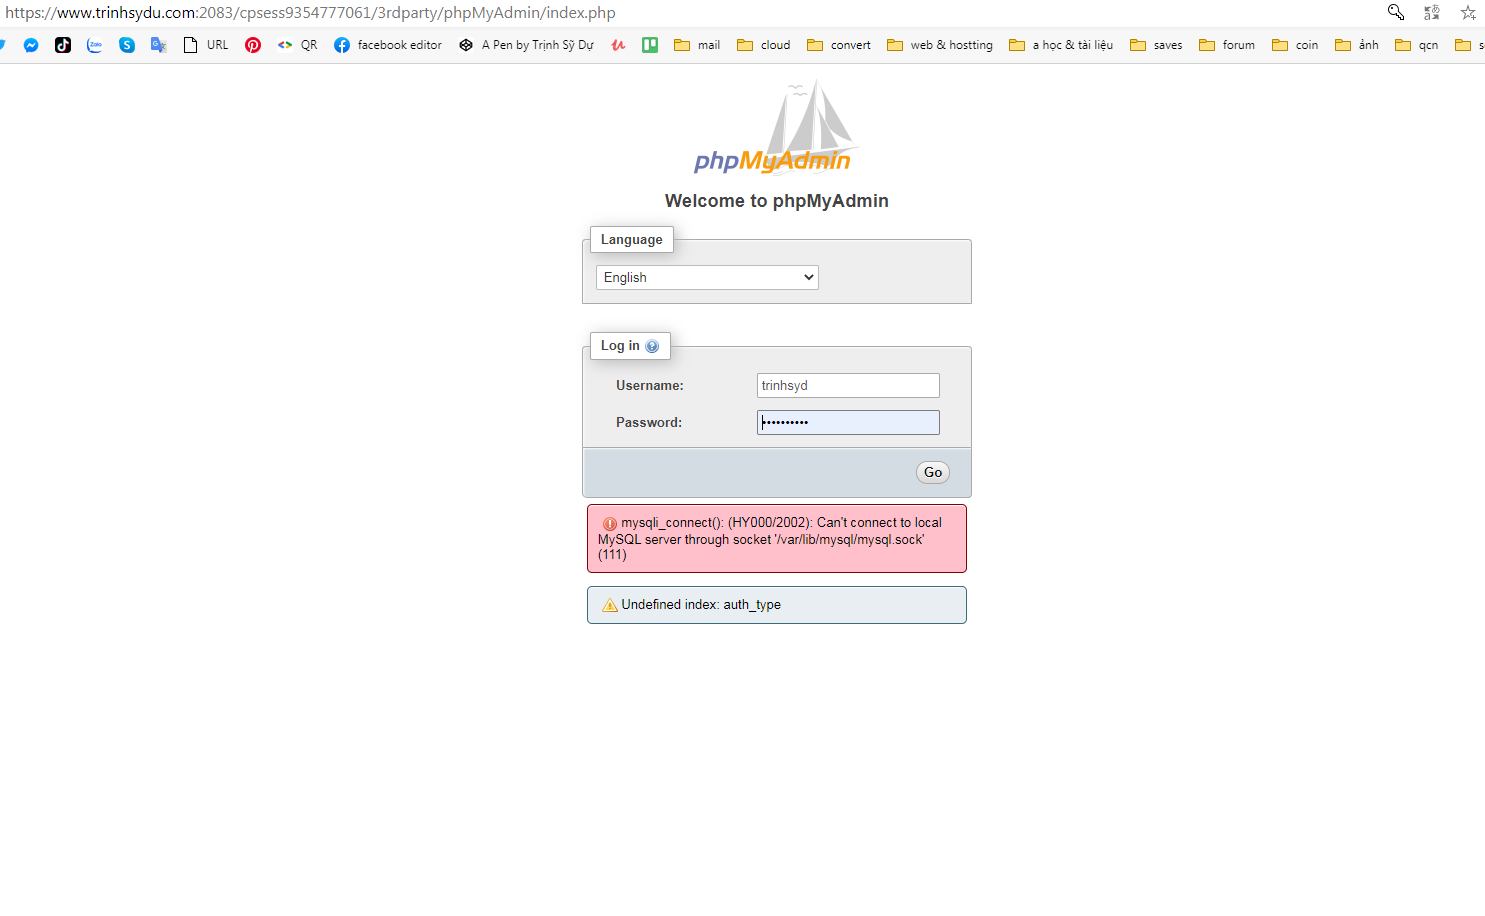 https://www.trinhsydu.com:2083/cpsess9354777061/3rdparty/phpMyAdmin/index.php
Zalo URL QR facebook editor A Pen by Trịnh Sỹ Dự mail cloud convert web & hostting a học & tài liệu saves forum coin ảnh qcn
phpMyAdmin
Welcome to phpMyAdmin
Language
English
Log in
Username: trinhsyd
Password: ••••••••••
Go
mysqli_connect(): (HY000/2002): Can't connect to local
MySQL server through socket '/var/lib/mysql/mysql.sock'
(111)
Undefined index: auth_type